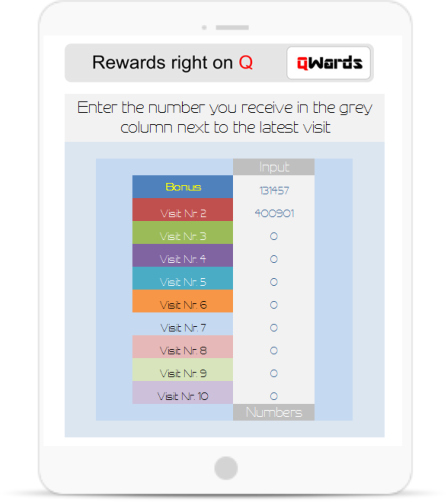 Rewards right on Q
QWards
Enter the number you receive in the grey
column next to the latest visit
Input
Bonus 131457
Visit Nr. 2 400901
Visit Nr. 3 0
Visit Nr. 4 0
Visit Nr. 5 0
Visit Nr. 6 0
Visit Nr. 7 0
Visit Nr. 8 0
Visit Nr. 9 0
Visit Nr. 10 0
Numbers